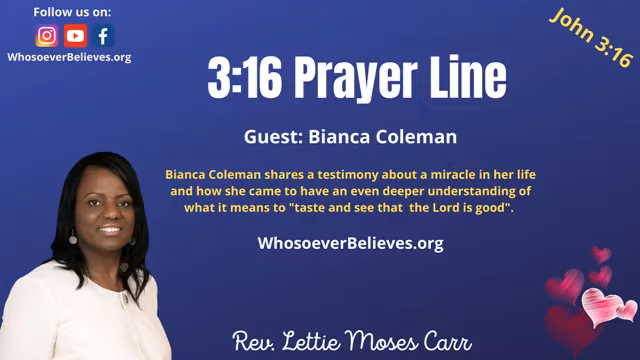 Follow us on:
WhosoeverBelieves.org
John 3:16
3:16 Prayer Line
Guest: Bianca Coleman
Bianca Coleman shares a testimony about a miracle in her life
and how she came to have an even deeper understanding of
what it means to "taste and see that the Lord is good".
WhosoeverBelieves.org
Rev. Lettie Moses Carr